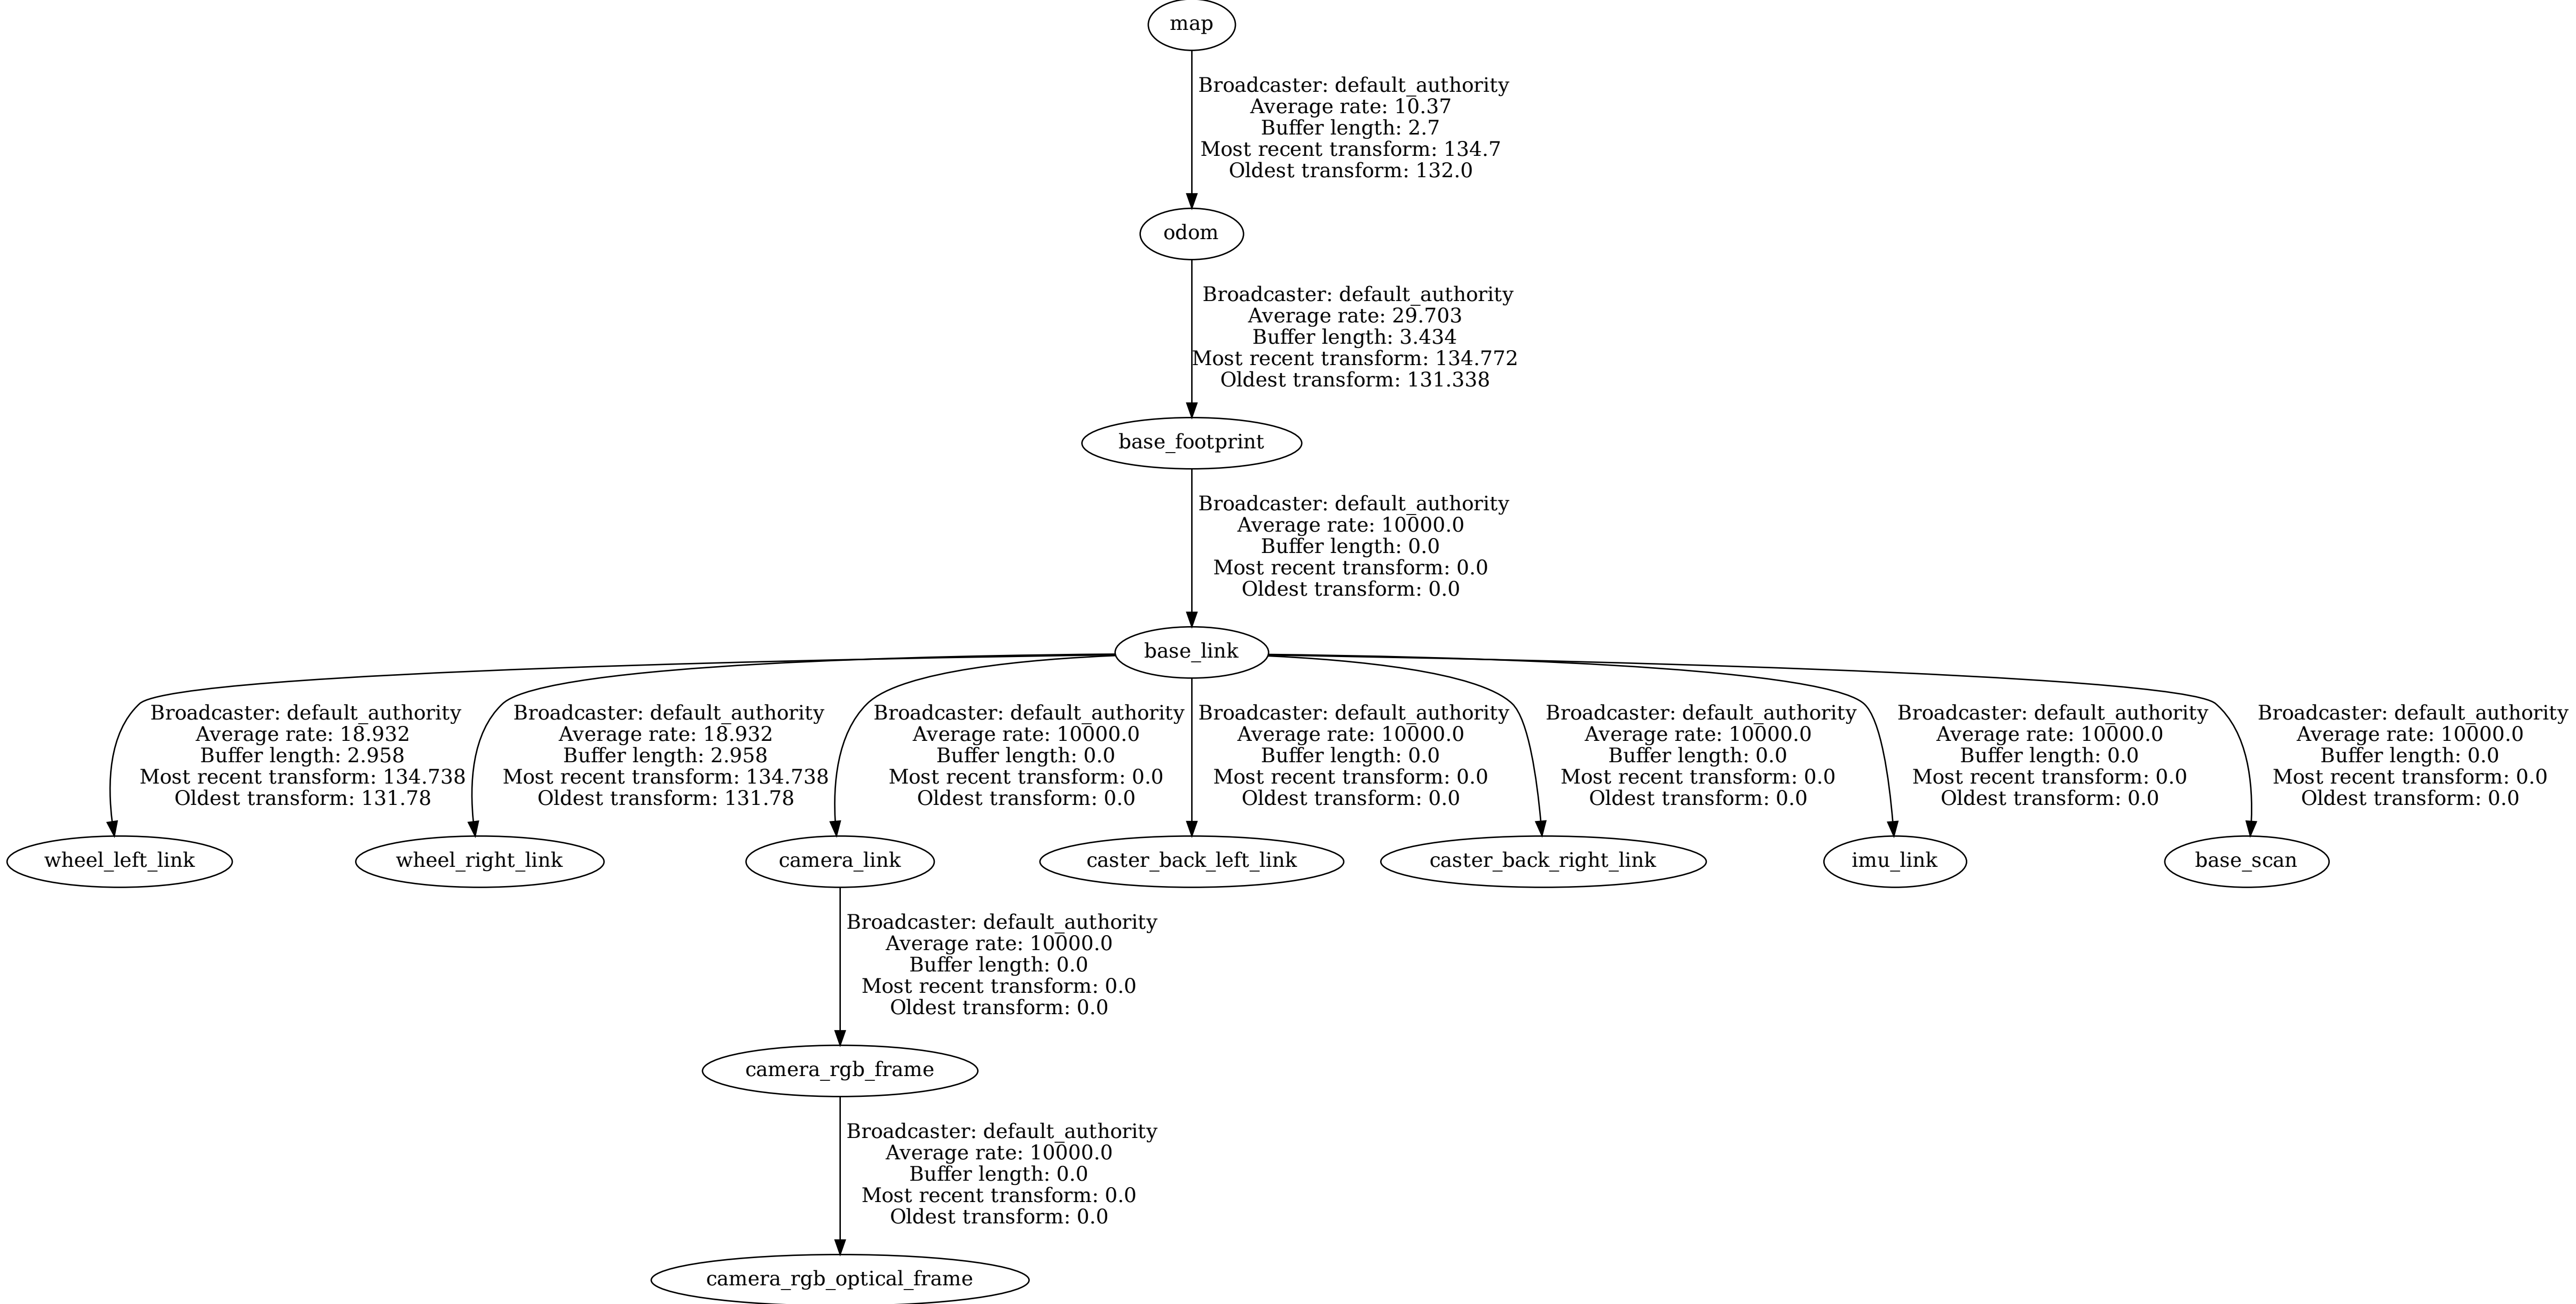 map
Broadcaster: default_authority
Average rate: 10.37
Buffer length: 2.7
Most recent transform: 134.7
Oldest transform: 132.0
odom
Broadcaster: default_authority
Average rate: 29.703
Buffer length: 3.434
Most recent transform: 134.772
Oldest transform: 131.338
base_footprint
Broadcaster: default_authority
Average rate: 10000.0
Buffer length: 0.0
Most recent transform: 0.0
Oldest transform: 0.0
base_link
Broadcaster: default_authority
Average rate: 18.932
Buffer length: 2.958
Most recent transform: 134.738
Oldest transform: 131.78
Broadcaster: default_authority
Average rate: 18.932
Buffer length: 2.958
Most recent transform: 134.738
Oldest transform: 131.78
Broadcaster: default_authority
Average rate: 10000.0
Buffer length: 0.0
Most recent transform: 0.0
Oldest transform: 0.0
Broadcaster: default_authority
Average rate: 10000.0
Buffer length: 0.0
Most recent transform: 0.0
Oldest transform: 0.0
Broadcaster: default_authority
Average rate: 10000.0
Buffer length: 0.0
Most recent transform: 0.0
Oldest transform: 0.0
Broadcaster: default_authority
Average rate: 10000.0
Buffer length: 0.0
Most recent transform: 0.0
Oldest transform: 0.0
Broadcaster: default_authority
Average rate: 10000.0
Buffer length: 0.0
Most recent transform: 0.0
Oldest transform: 0.0
wheel_left_link
wheel_right_link
camera_link
caster_back_left_link
caster_back_right_link
imu_link
base_scan
Broadcaster: default_authority
Average rate: 10000.0
Buffer length: 0.0
Most recent transform: 0.0
Oldest transform: 0.0
camera_rgb_frame
Broadcaster: default_authority
Average rate: 10000.0
Buffer length: 0.0
Most recent transform: 0.0
Oldest transform: 0.0
camera_rgb_optical_frame